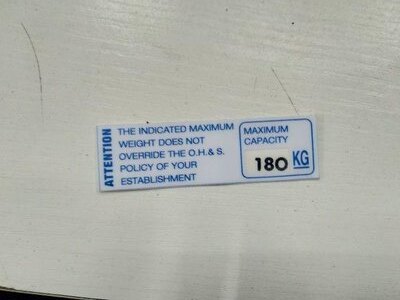 ATTENTION
THE INDICATED MAXIMUM
WEIGHT DOES NOT
OVERRIDE THE O.H.& S.
POLICY OF YOUR
ESTABLISHMENT
MAXIMUM
CAPACITY
180 KG